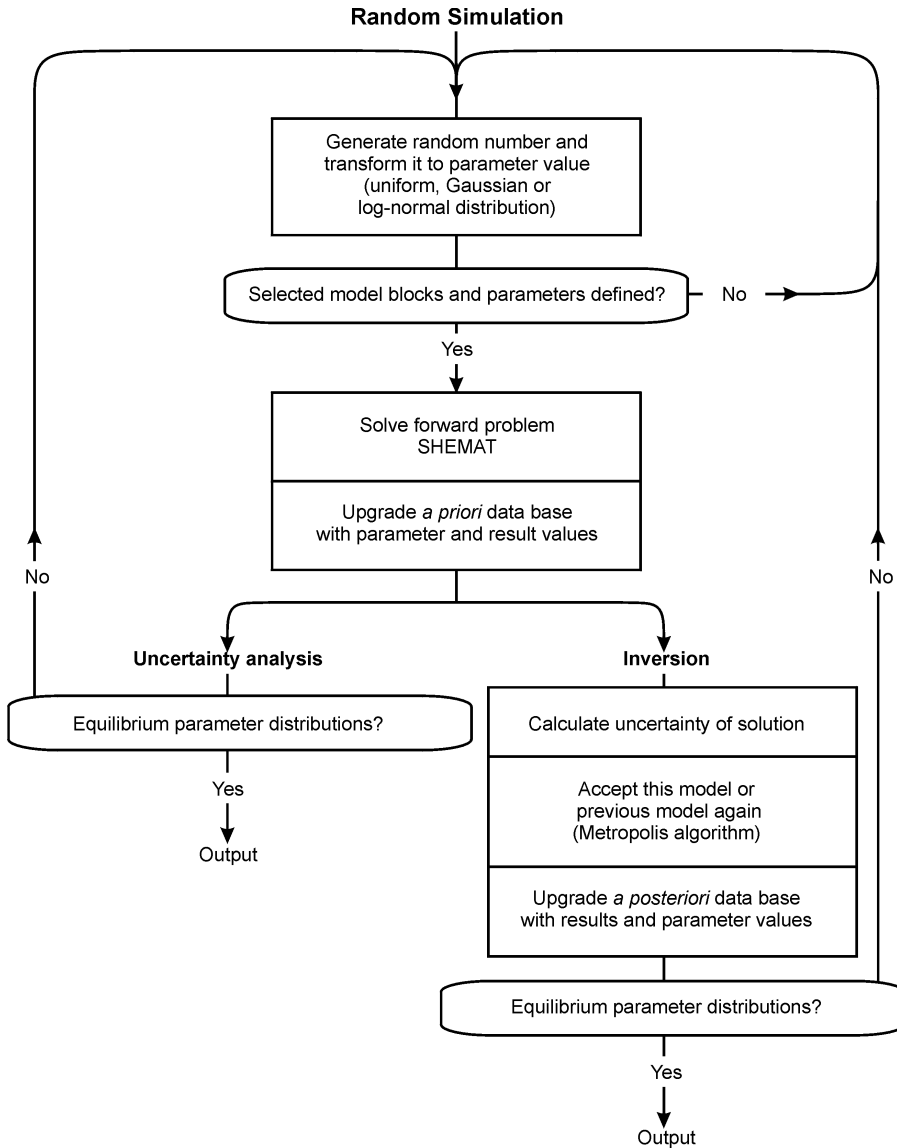 Random Simulation
Generate random number and
transform it to parameter value
(uniform, Gaussian or
log-normal distribution)
Selected model blocks and parameters defined?
No
Yes
Solve forward problem
SHEMAT
Upgrade a priori data base
with parameter and result values
No
No
Uncertainty analysis
Inversion
Equilibrium parameter distributions?
Yes
Output
Calculate uncertainty of solution
Accept this model or
previous model again
(Metropolis algorithm)
Upgrade a posteriori data base
with results and parameter values
Equilibrium parameter distributions?
Yes
Output